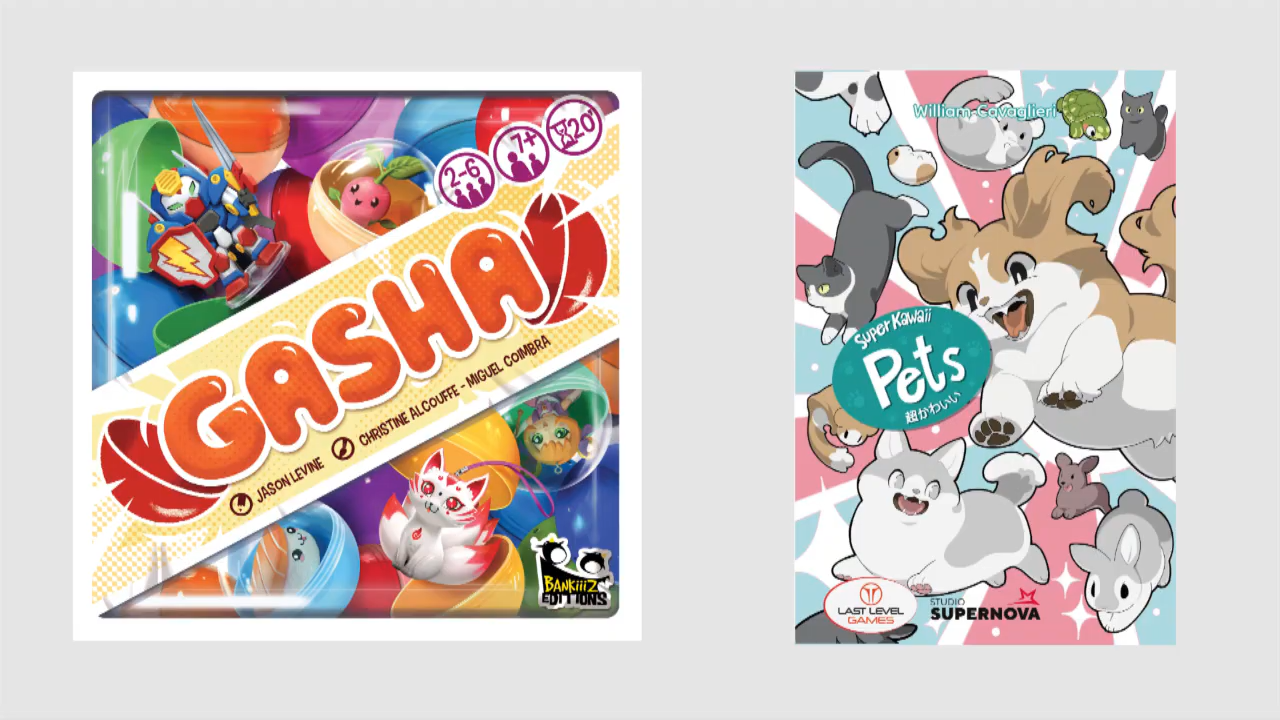 2-6
7+
20'
GASHA
JASON LEVINE
CHRISTINE ALCOUFFE - MIGUEL COIMBRA
BANKIIIZ
EDITIONS
William Cavaglieri
Super Kawaii
Pets
超かわいい
LAST LEVEL
GAMES
STUDIO
SUPERNOVA